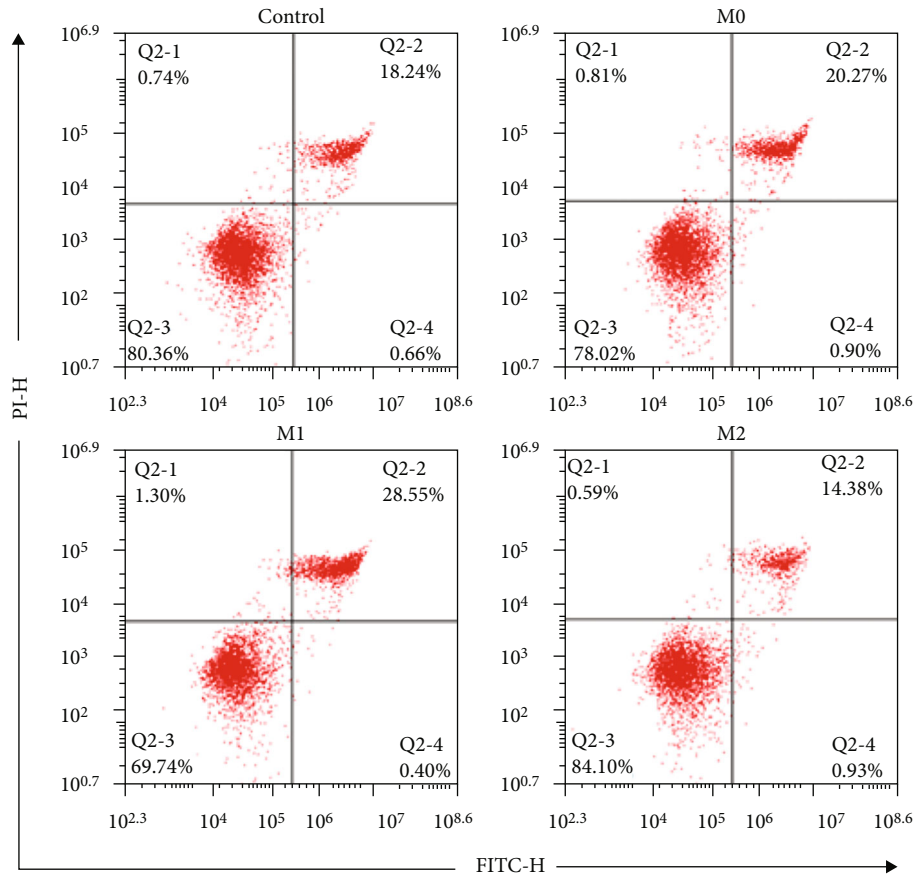 Control
M0
10^6.9
Q2-1
0.74%
Q2-2
18.24%
10^5
10^4
10^3
10^2
Q2-3
80.36%
Q2-4
0.66%
10^0.7
10^2.3 10^4 10^5 10^6 10^7 10^8.6
10^6.9
Q2-1
0.81%
Q2-2
20.27%
10^5
10^4
10^3
10^2
Q2-3
78.02%
Q2-4
0.90%
10^0.7
10^2.3 10^4 10^5 10^6 10^7 10^8.6
PI-H
M1
M2
10^6.9
Q2-1
1.30%
Q2-2
28.55%
10^5
10^4
10^3
10^2
Q2-3
69.74%
Q2-4
0.40%
10^0.7
10^2.3 10^4 10^5 10^6 10^7 10^8.6
10^6.9
Q2-1
0.59%
Q2-2
14.38%
10^5
10^4
10^3
10^2
Q2-3
84.10%
Q2-4
0.93%
10^0.7
10^2.3 10^4 10^5 10^6 10^7 10^8.6
FITC-H